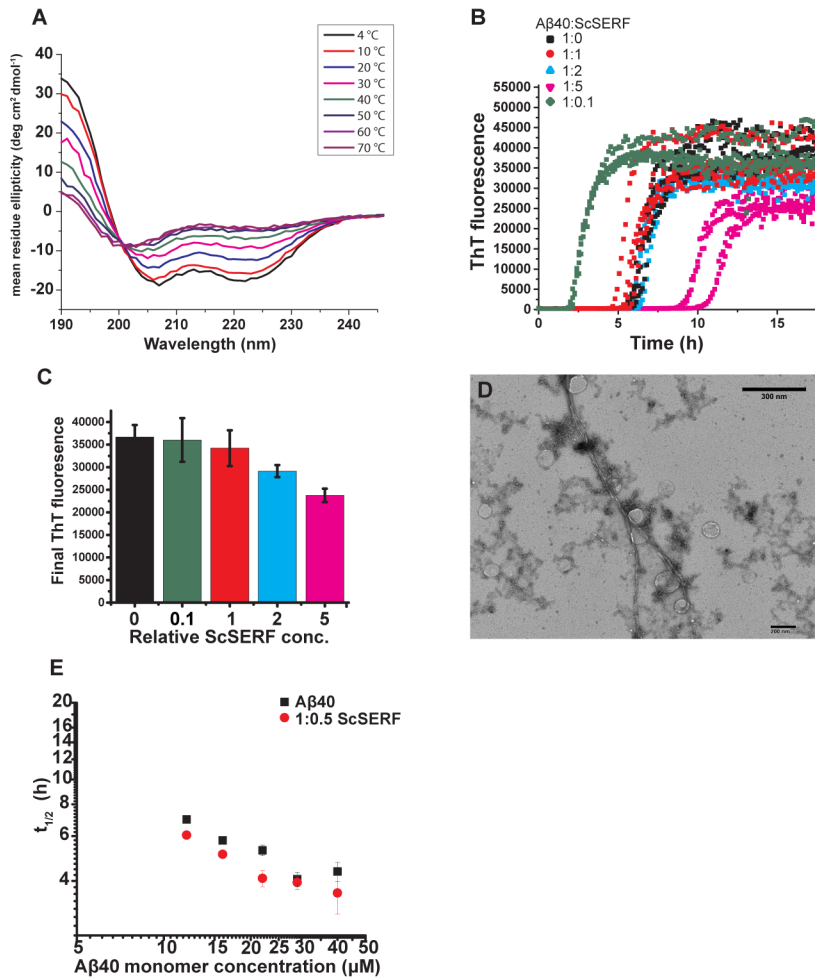 A
4 °C
10 °C
20 °C
30 °C
40 °C
50 °C
60 °C
70 °C
mean residue ellipticity (deg cm² dmol⁻¹)
40
30
20
10
0
-10
-20
190
200
210
220
230
240
Wavelength (nm)
B
Aβ40:ScSERF
1:0
1:1
1:2
1:5
1:0.1
ThT fluorescence
55000
50000
45000
40000
35000
30000
25000
20000
15000
10000
5000
0
0
5
10
15
Time (h)
C
Final ThT fluoresence
40000
35000
30000
25000
20000
15000
10000
5000
0
0
0.1
1
2
5
Relative ScSERF conc.
D
300 nm
200 nm
E
Aβ40
1:0.5 ScSERF
t1/2 (h)
20
16
14
12
10
8
6
4
5
10
15
20
25
30
40
50
Aβ40 monomer concentration (µM)